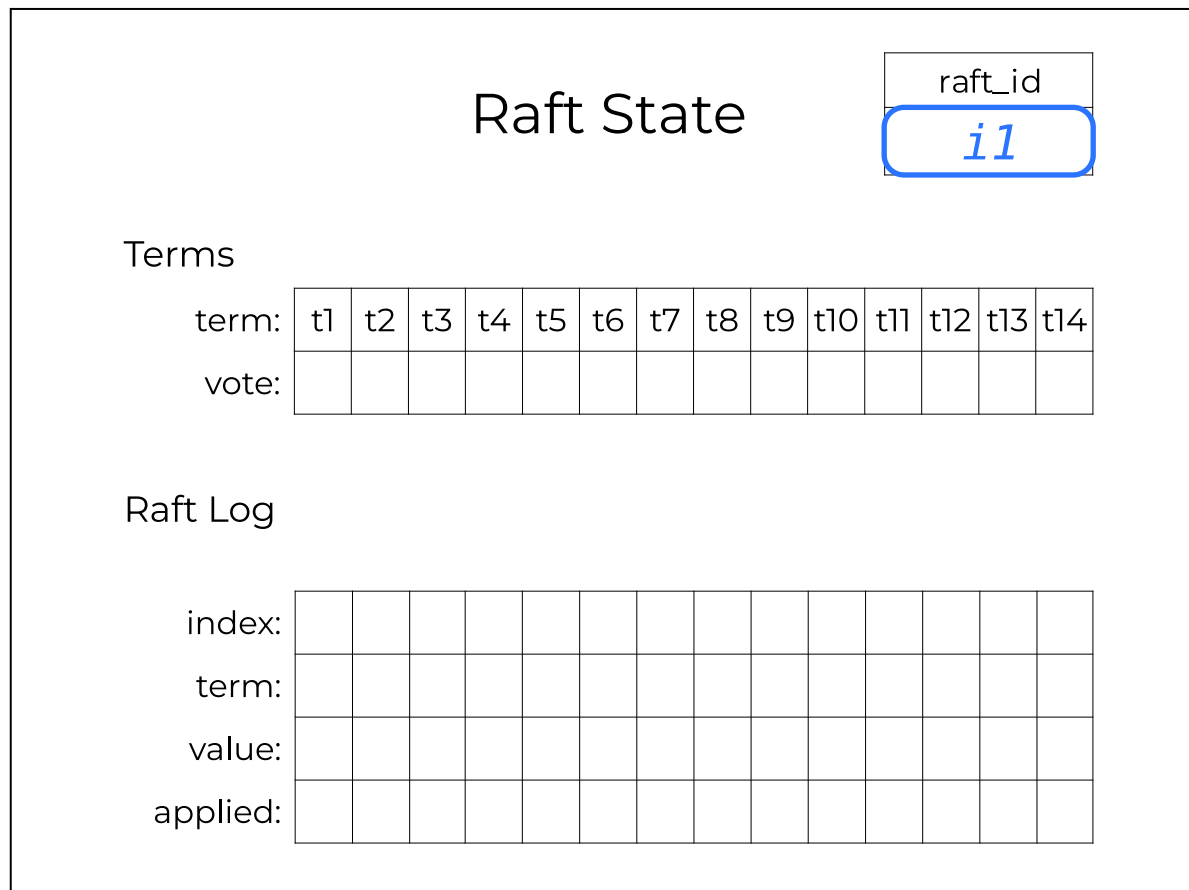 Raft State
raft_id
i1
Terms
term: t1 t2 t3 t4 t5 t6 t7 t8 t9 t10 t11 t12 t13 t14
vote:
Raft Log
index:
term:
value:
applied: